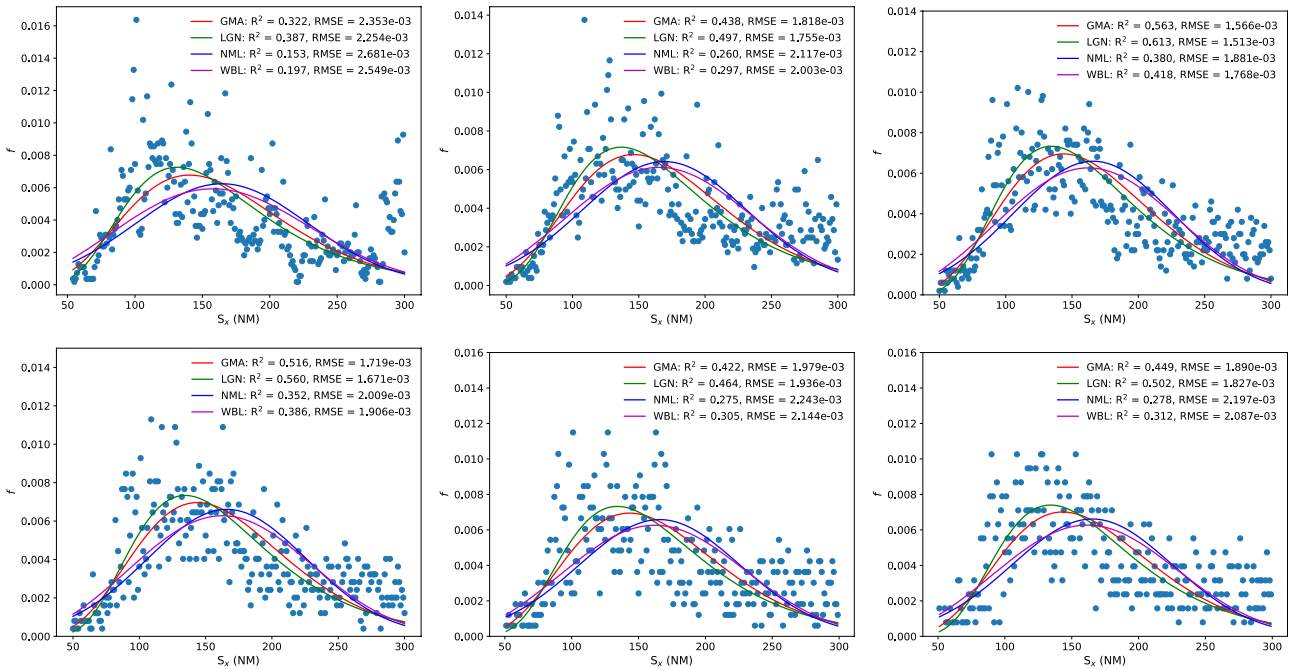 GMA: R² = 0.322, RMSE = 2.353e-03
LGN: R² = 0.387, RMSE = 2.254e-03
NML: R² = 0.153, RMSE = 2.681e-03
WBL: R² = 0.197, RMSE = 2.549e-03
0.016
0.014
0.012
0.010
0.008
0.006
0.004
0.002
0.000
f
50 100 150 200 250 300
Sₓ (NM)
GMA: R² = 0.438, RMSE = 1.818e-03
LGN: R² = 0.497, RMSE = 1.755e-03
NML: R² = 0.260, RMSE = 2.117e-03
WBL: R² = 0.297, RMSE = 2.003e-03
0.014
0.012
0.010
0.008
0.006
0.004
0.002
0.000
f
50 100 150 200 250 300
Sₓ (NM)
GMA: R² = 0.563, RMSE = 1.566e-03
LGN: R² = 0.613, RMSE = 1.513e-03
NML: R² = 0.380, RMSE = 1.881e-03
WBL: R² = 0.418, RMSE = 1.768e-03
0.014
0.012
0.010
0.008
0.006
0.004
0.002
0.000
f
50 100 150 200 250 300
Sₓ (NM)
GMA: R² = 0.516, RMSE = 1.719e-03
LGN: R² = 0.560, RMSE = 1.671e-03
NML: R² = 0.352, RMSE = 2.009e-03
WBL: R² = 0.386, RMSE = 1.906e-03
0.014
0.012
0.010
0.008
0.006
0.004
0.002
0.000
f
50 100 150 200 250 300
Sₓ (NM)
GMA: R² = 0.422, RMSE = 1.979e-03
LGN: R² = 0.464, RMSE = 1.936e-03
NML: R² = 0.275, RMSE = 2.243e-03
WBL: R² = 0.305, RMSE = 2.144e-03
0.016
0.014
0.012
0.010
0.008
0.006
0.004
0.002
0.000
f
50 100 150 200 250 300
Sₓ (NM)
GMA: R² = 0.449, RMSE = 1.890e-03
LGN: R² = 0.502, RMSE = 1.827e-03
NML: R² = 0.278, RMSE = 2.197e-03
WBL: R² = 0.312, RMSE = 2.087e-03
0.016
0.014
0.012
0.010
0.008
0.006
0.004
0.002
0.000
f
50 100 150 200 250 300
Sₓ (NM)